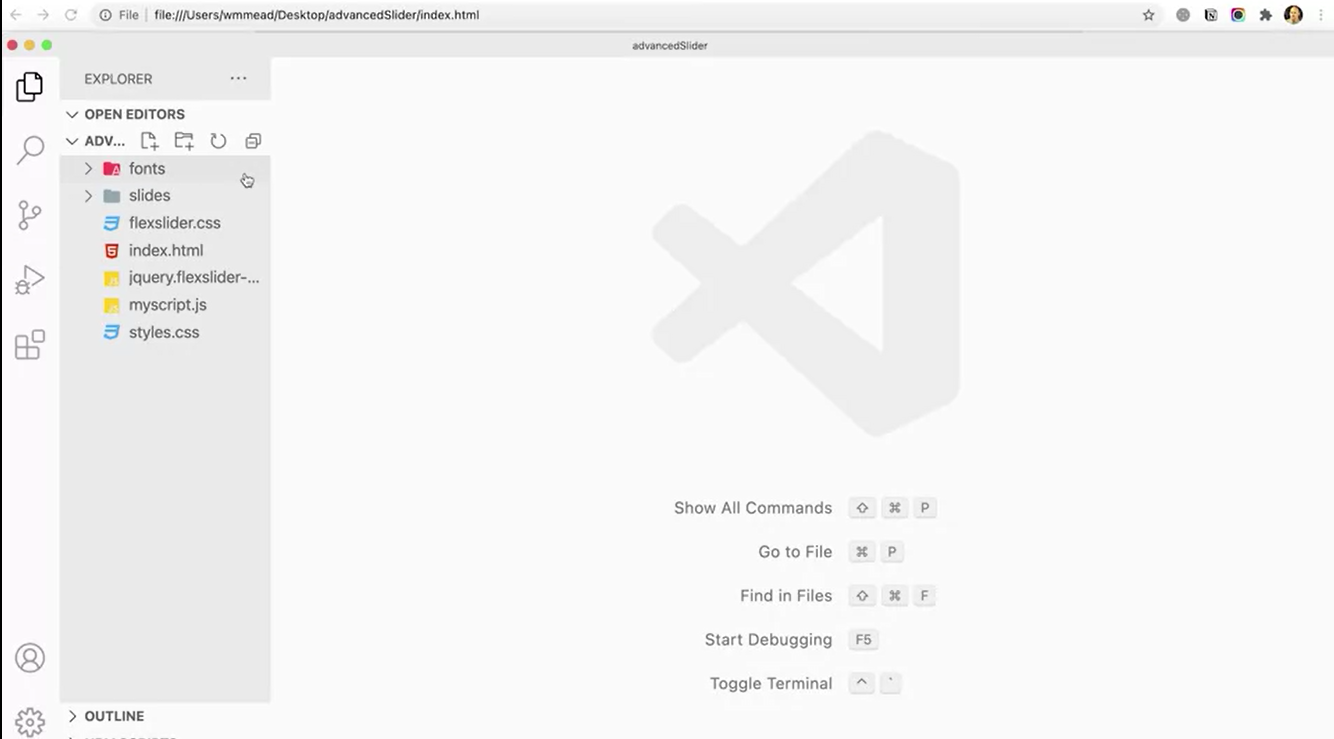 File file:///Users/wmmead/Desktop/advancedSlider/index.html
advancedSlider
EXPLORER
OPEN EDITORS
ADV...
fonts
slides
flexslider.css
index.html
jquery.flexslider-...
myscript.js
styles.css
Show All Commands ⇧ ⌘ P
Go to File ⌘ P
Find in Files ⇧ ⌘ F
Start Debugging F5
Toggle Terminal ^ `
OUTLINE